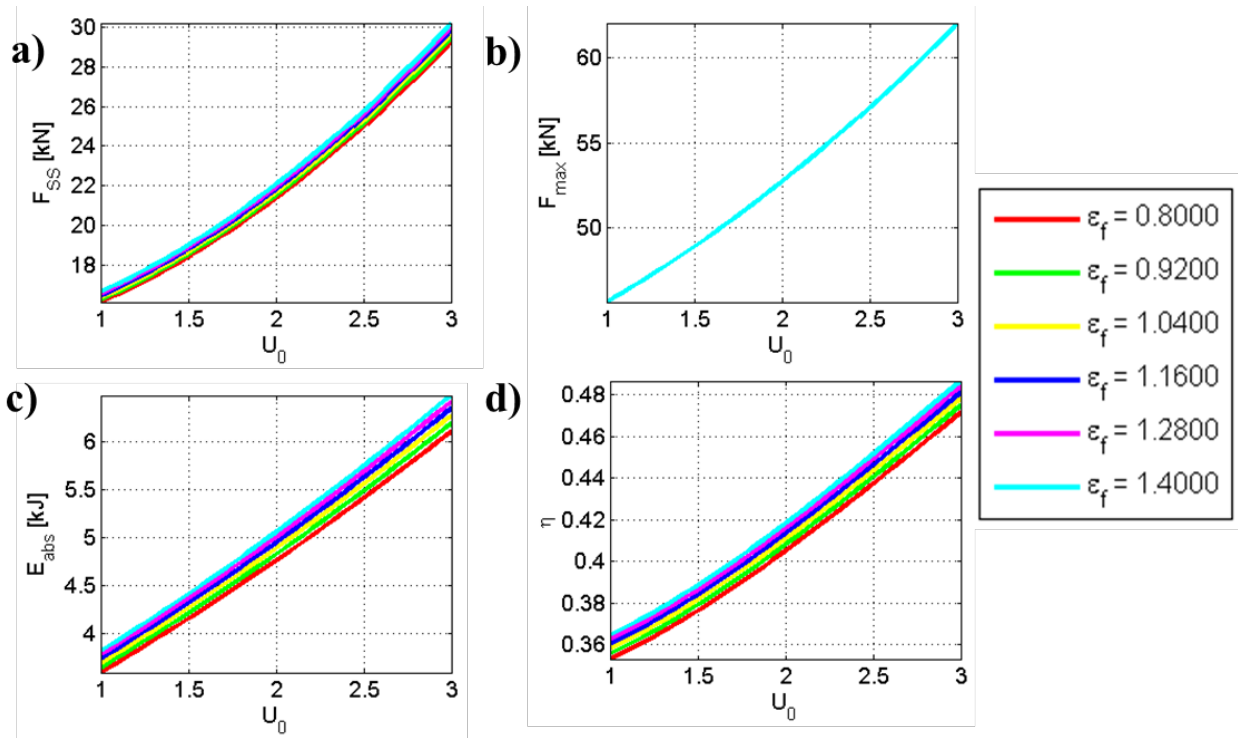 a)
30
28
26
24
22
20
18
F_SS [kN]
1 1.5 2 2.5 3
U_0
b)
60
55
50
F_max [kN]
1 1.5 2 2.5 3
U_0
c)
6
5.5
5
4.5
4
E_abs [kJ]
1 1.5 2 2.5 3
U_0
d)
0.48
0.46
0.44
0.42
0.4
0.38
0.36
η
1 1.5 2 2.5 3
U_0
ε_f = 0.8000
ε_f = 0.9200
ε_f = 1.0400
ε_f = 1.1600
ε_f = 1.2800
ε_f = 1.4000